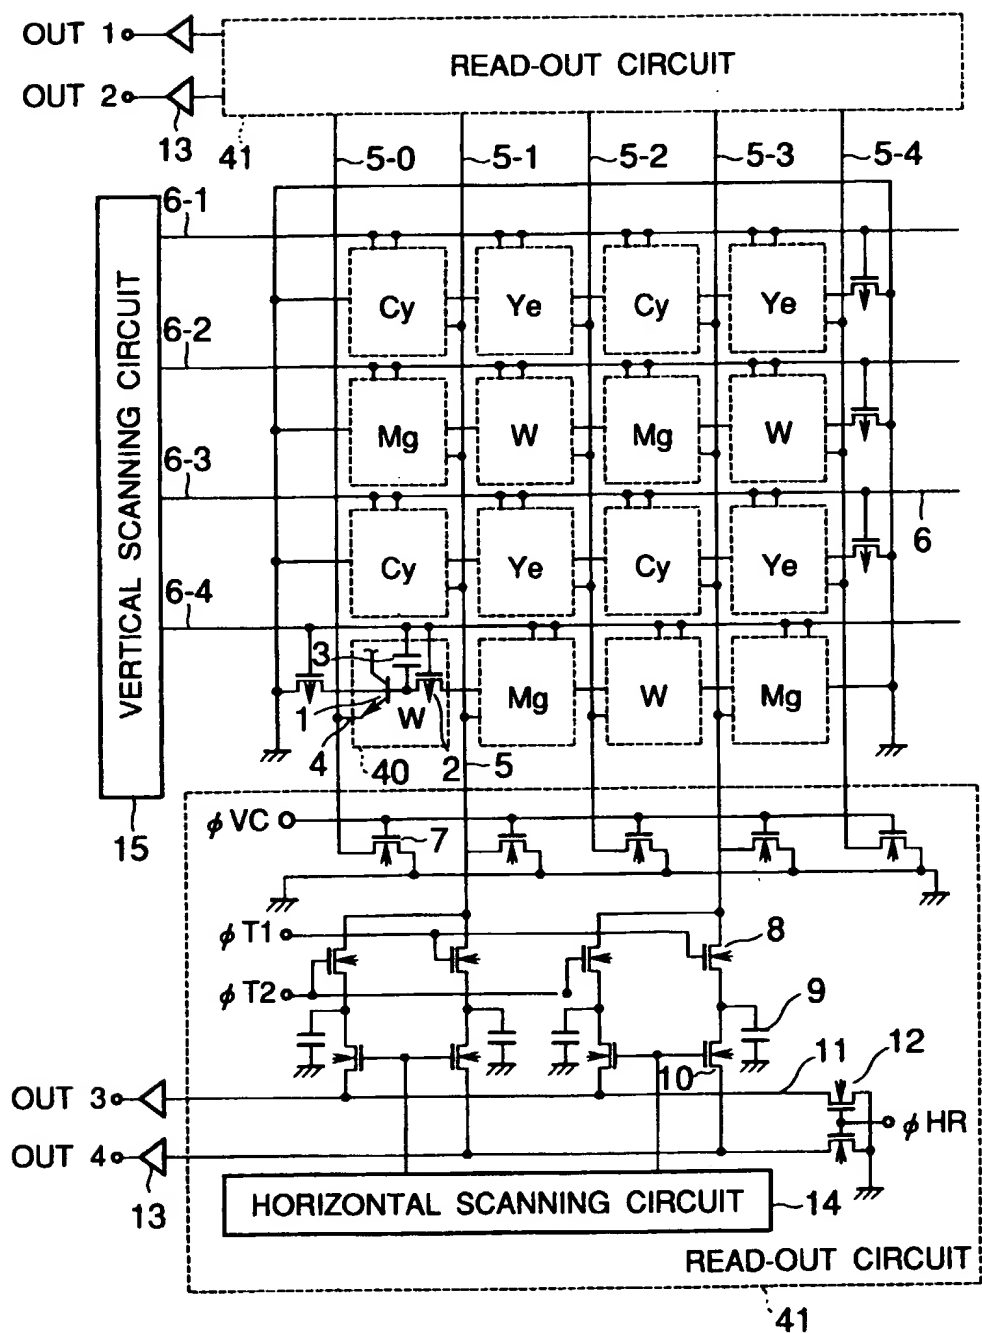 OUT 1
READ-OUT CIRCUIT
OUT 2
13
41
5-0
5-1
5-2
5-3
5-4
6-1
Cy Ye Cy Ye
6-2
VERTICAL SCANNING CIRCUIT
Mg W Mg W
6-3
6
Cy Ye Cy Ye
6-4
3
1
W
Mg W Mg
4
40
2
5
15
φVC
7
φT1
8
φT2
9
10
11
12
OUT 3
φHR
OUT 4
13
HORIZONTAL SCANNING CIRCUIT
14
READ-OUT CIRCUIT
41